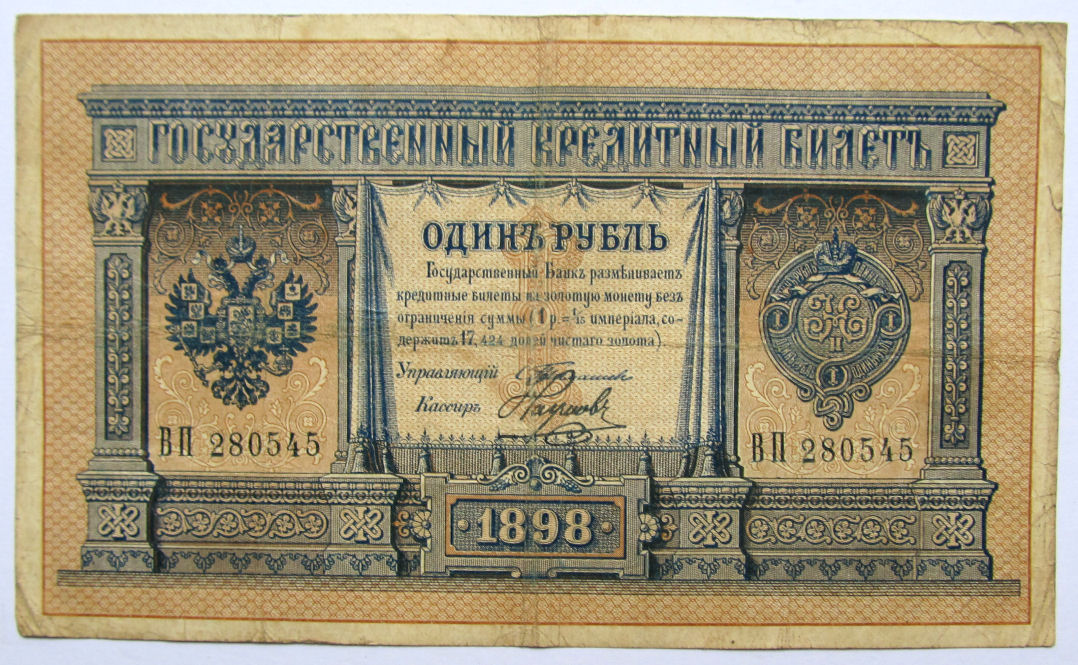 ГОСУДАРСТВЕННЫЙ КРЕДИТНЫЙ БИЛЕТЪ
ОДИНЪ РУБЛЬ
Государственный Банкъ размѣниваетъ
кредитные билеты на золотую монету безъ
ограниченія суммы (1 р. = 1/15 имперіала, со-
держитъ 17,424 долей чистаго золота).
Управляющій
Кассиръ
ВП 280545
ВП 280545
1898